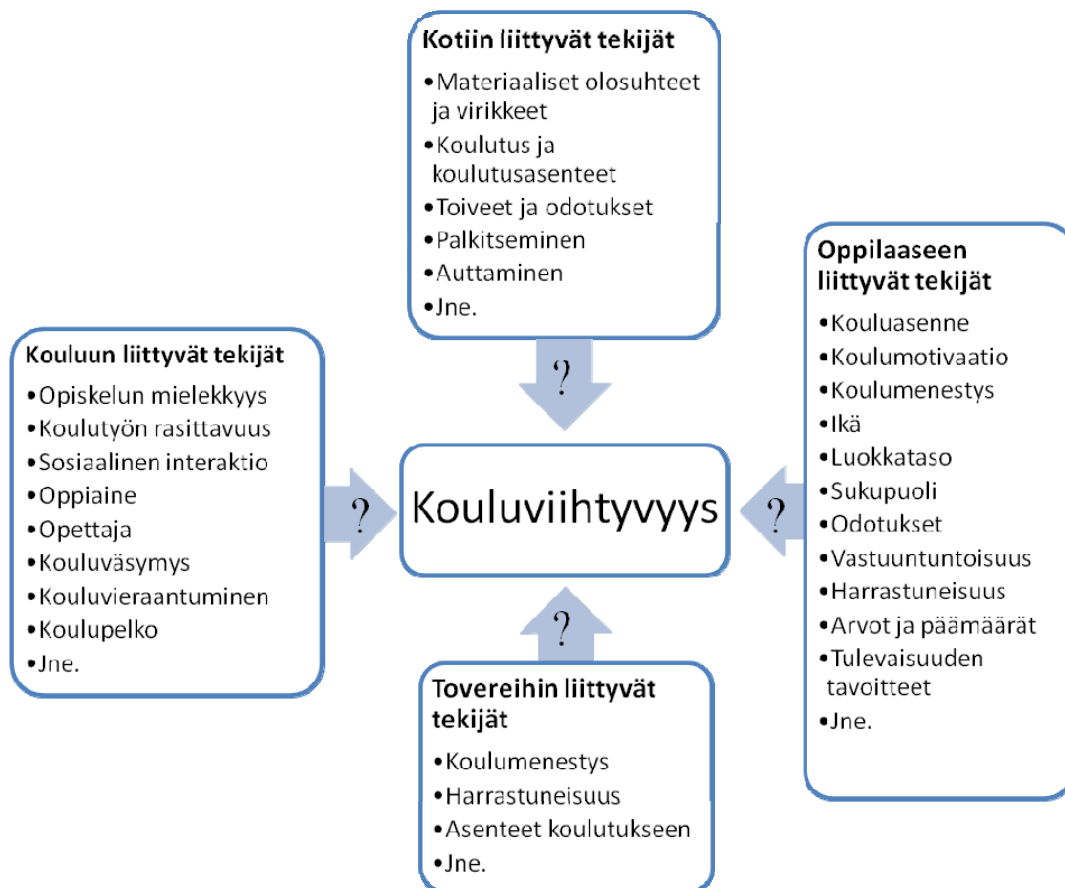 Kotiin liittyvät tekijät
•Materiaaliset olosuhteet
ja virikkeet
•Koulutus ja
koulutusasenteet
•Toiveet ja odotukset
•Palkitseminen
•Auttaminen
•Jne.
?
Kouluun liittyvät tekijät
•Opiskelun mielekkyys
•Koulutyön rasittavuus
•Sosiaalinen interaktio
•Oppiaine
•Opettaja
•Kouluväsymys
•Kouluvieraantuminen
•Koulupelko
•Jne.
?
Kouluviihtyvyys
?
Oppilaaseen
liittyvät tekijät
•Kouluasenne
•Koulumotivaatio
•Koulumenestys
•Ikä
•Luokkataso
•Sukupuoli
•Odotukset
•Vastuuntuntoisuus
•Harrastuneisuus
•Arvot ja päämäärät
•Tulevaisuuden
tavoitteet
•Jne.
?
Tovereihin liittyvät
tekijät
•Koulumenestys
•Harrastuneisuus
•Asenteet koulutukseen
•Jne.